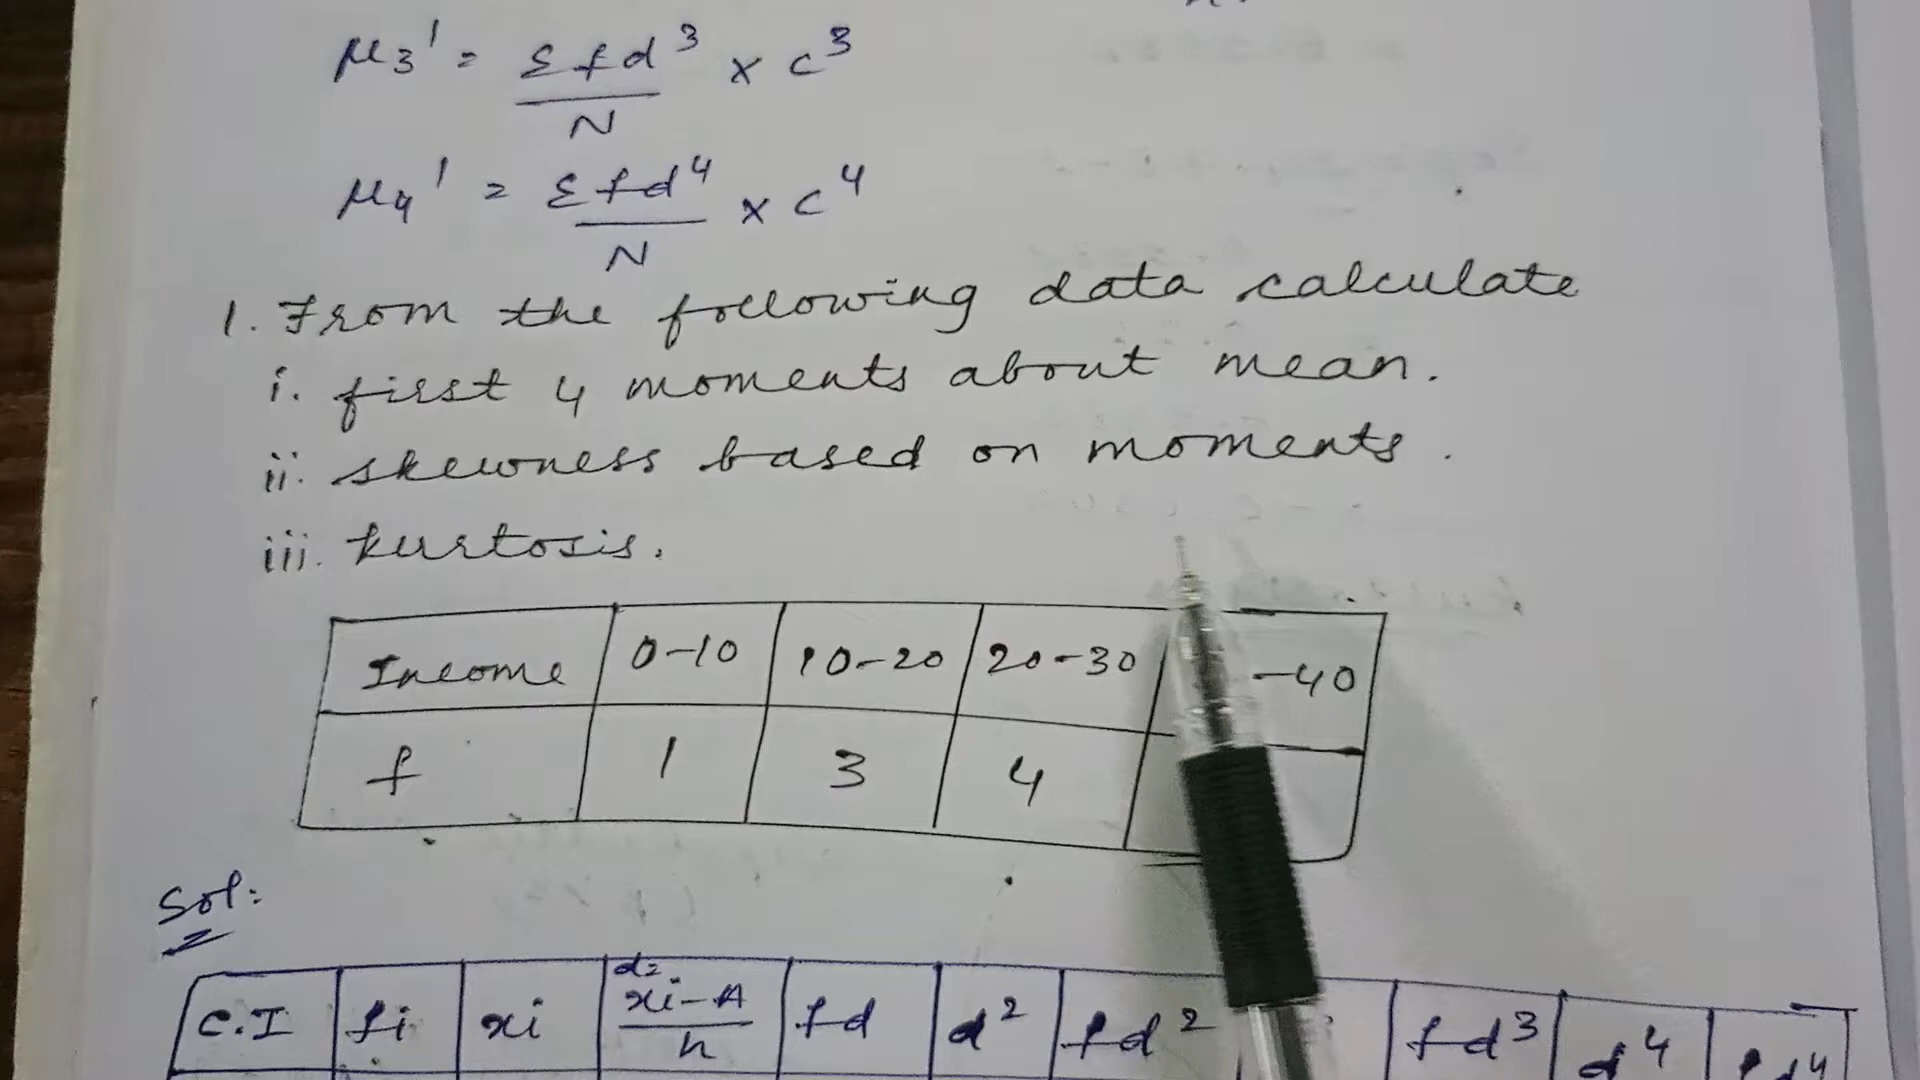 μ3' = Σfd³/N × c³
μ4' = Σfd⁴/N × c⁴
1. From the following data calculate
i. first 4 moments about mean.
ii. skewness based on moments.
iii. kurtosis.
Income 0-10 10-20 20-30 -40
f 1 3 4
Sol:
C.I fi xi d= xi-A/h fd d² fd² fd³ d⁴ fd⁴